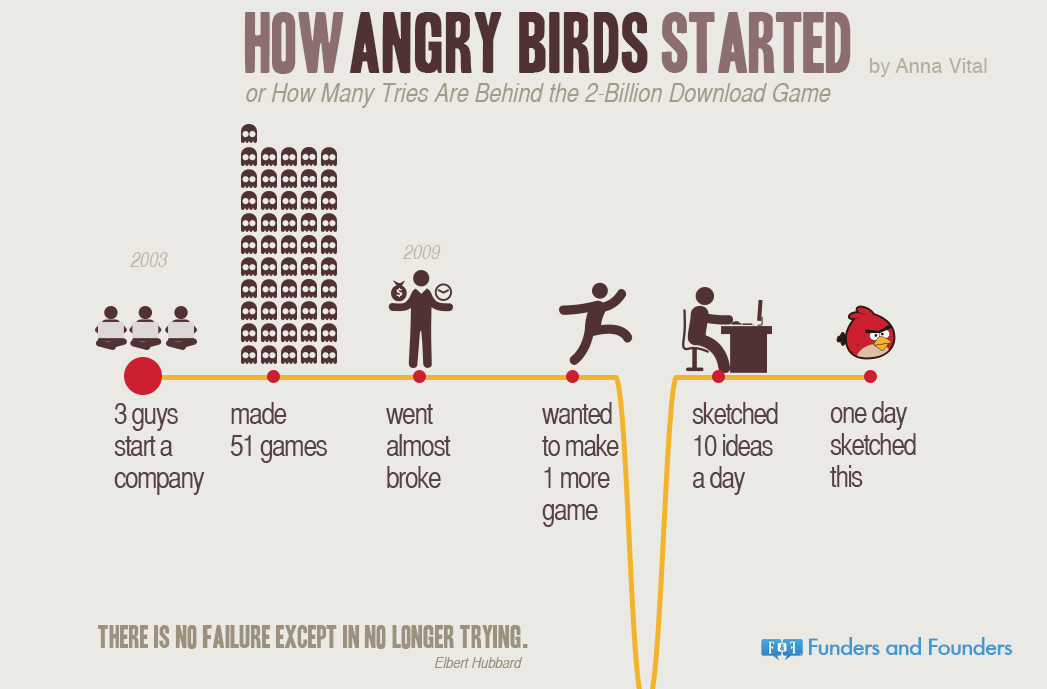 HOW ANGRY BIRDS STARTED
by Anna Vital
or How Many Tries Are Behind the 2-Billion Download Game
2003
2009
$
3 guys
start a
company
made
51 games
went
almost
broke
wanted
to make
1 more
game
sketched
10 ideas
a day
one day
sketched
this
THERE IS NO FAILURE EXCEPT IN NO LONGER TRYING.
Elbert Hubbard
F&F Funders and Founders